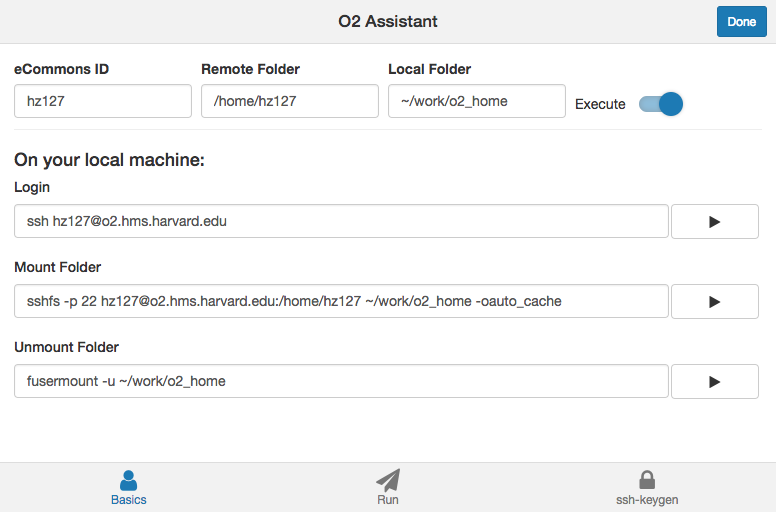 O2 Assistant
Done
eCommons ID
Remote Folder
Local Folder
hz127
/home/hz127
~/work/o2_home
Execute
On your local machine:
Login
ssh hz127@o2.hms.harvard.edu
Mount Folder
sshfs -p 22 hz127@o2.hms.harvard.edu:/home/hz127 ~/work/o2_home -oauto_cache
Unmount Folder
fusermount -u ~/work/o2_home
Basics
Run
ssh-keygen